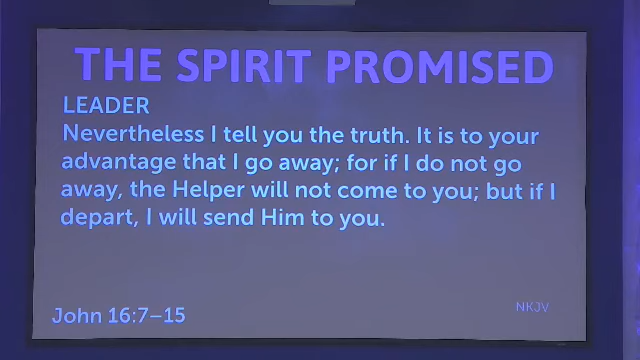 THE SPIRIT PROMISED
LEADER
Nevertheless I tell you the truth. It is to your
advantage that I go away; for if I do not go
away, the Helper will not come to you; but if I
depart, I will send Him to you.
John 16:7–15
NKJV